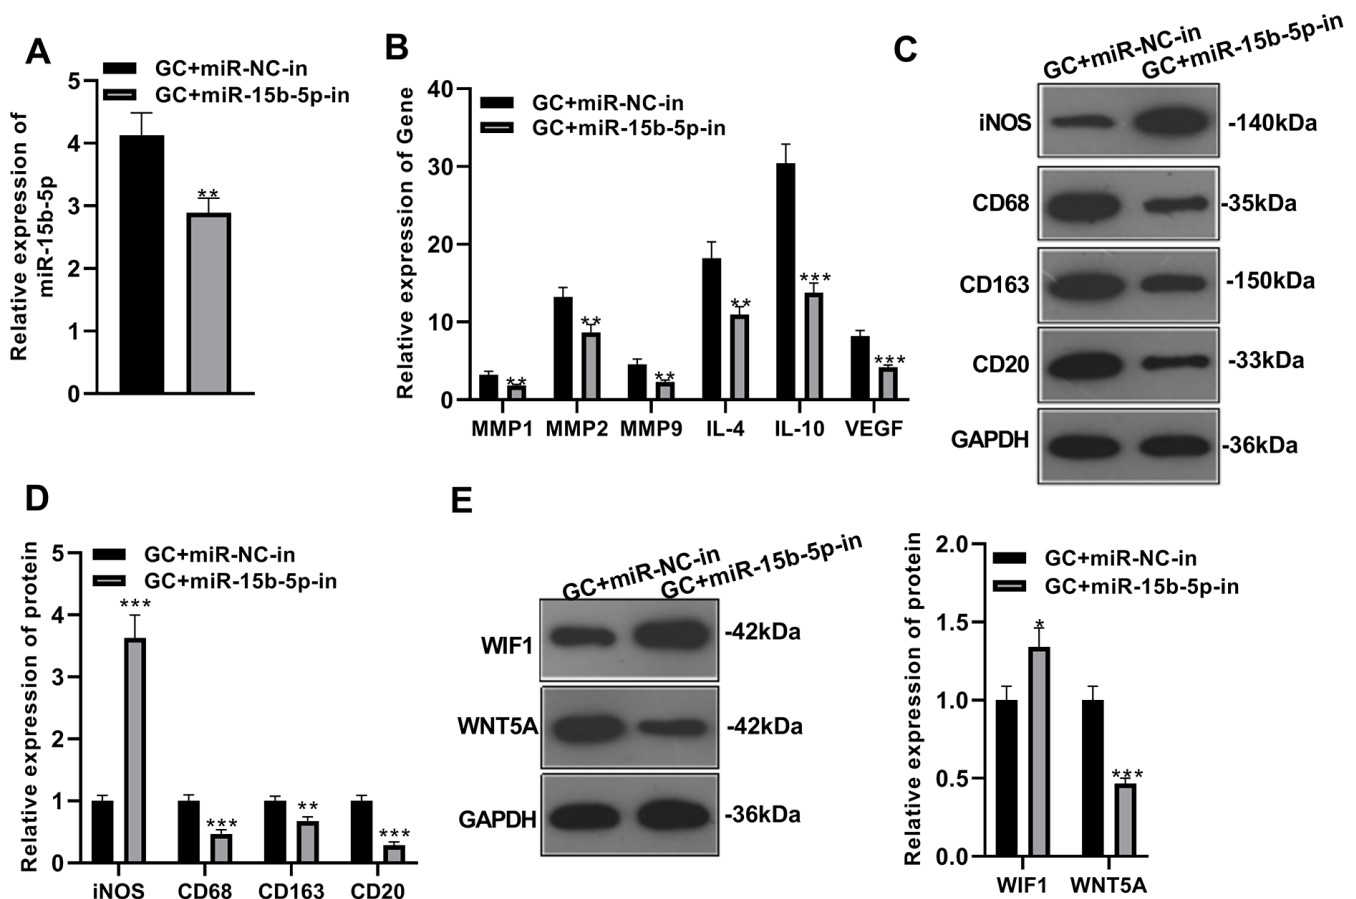 A
GC+miR-NC-in
GC+miR-15b-5p-in
Relative expression of
miR-15b-5p
5
4
3
2
1
0
**
B
GC+miR-NC-in
GC+miR-15b-5p-in
Relative expression of Gene
40
30
20
10
0
** ** ** ** *** ***
MMP1 MMP2 MMP9 IL-4 IL-10 VEGF
C
GC+miR-NC-in
GC+miR-15b-5p-in
iNOS -140kDa
CD68 -35kDa
CD163 -150kDa
CD20 -33kDa
GAPDH -36kDa
D
GC+miR-NC-in
GC+miR-15b-5p-in
Relative expression of protein
5
4
3
2
1
0
*** *** ** ***
iNOS CD68 CD163 CD20
E
GC+miR-NC-in
GC+miR-15b-5p-in
WIF1 -42kDa
WNT5A -42kDa
GAPDH -36kDa
GC+miR-NC-in
GC+miR-15b-5p-in
Relative expression of protein
2.0
1.5
1.0
0.5
0.0
* ***
WIF1 WNT5A